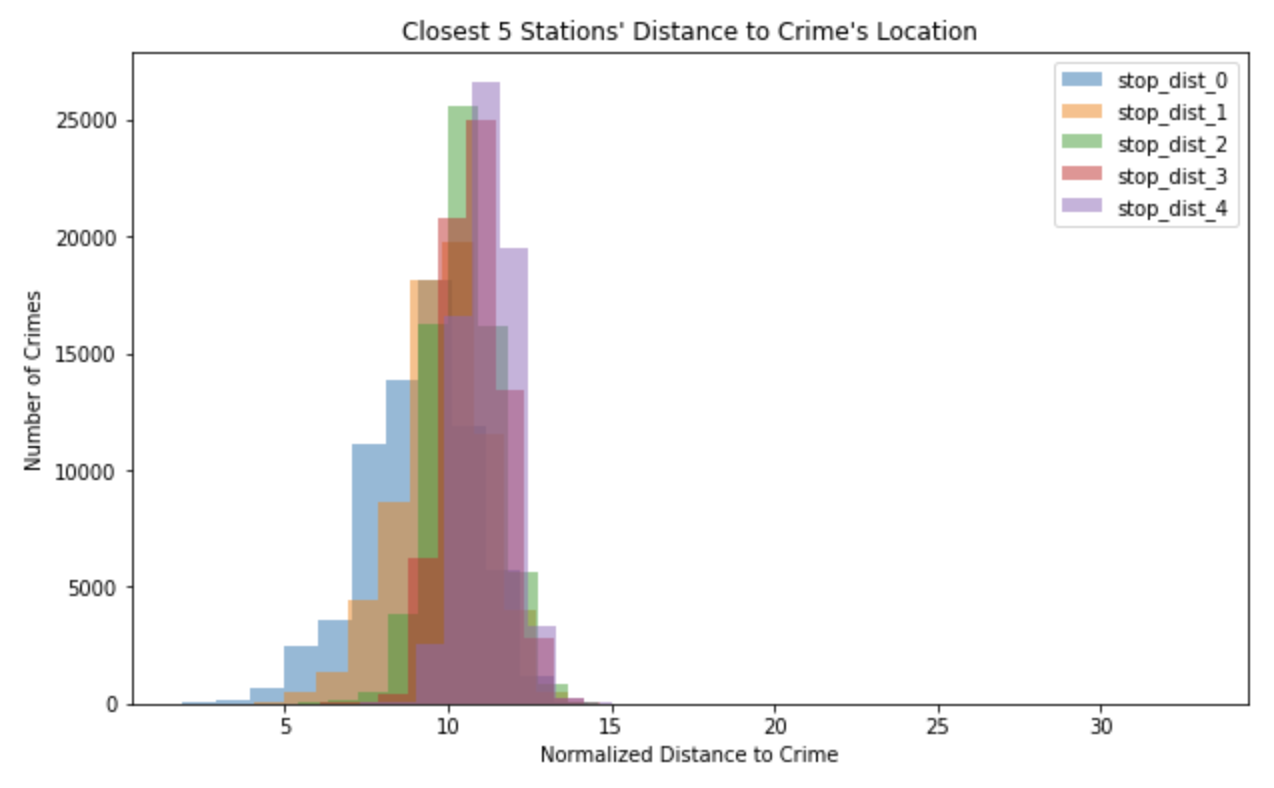 Closest 5 Stations' Distance to Crime's Location
stop_dist_0
stop_dist_1
stop_dist_2
stop_dist_3
stop_dist_4
Number of Crimes
25000
20000
15000
10000
5000
0
5
10
15
20
25
30
Normalized Distance to Crime